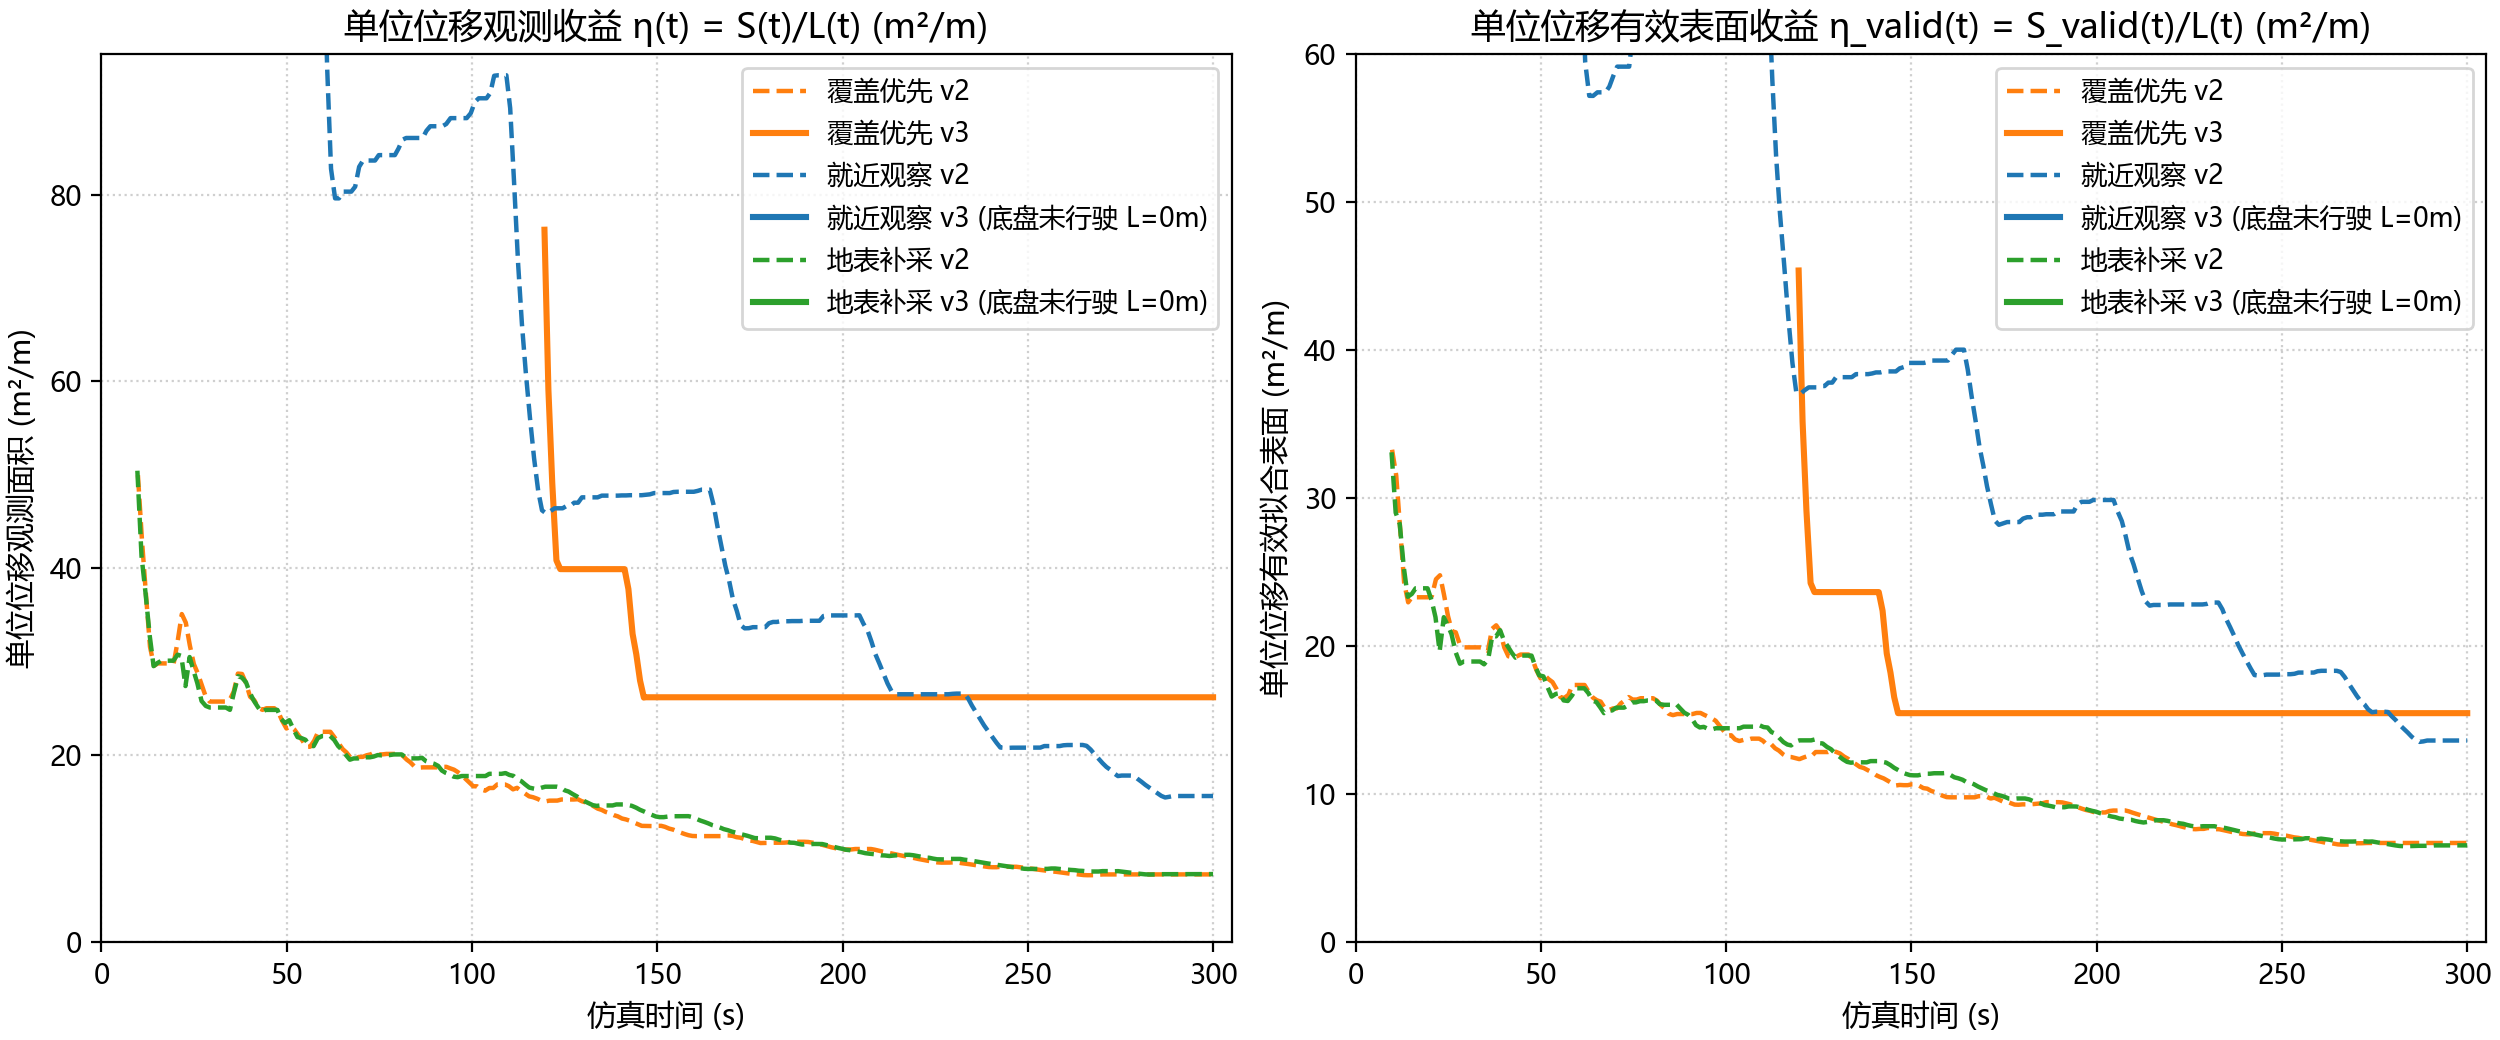 单位位移观测收益 η(t) = S(t)/L(t) (m²/m)
单位位移观测面积 (m²/m)
80
60
40
20
0
覆盖优先 v2
覆盖优先 v3
就近观察 v2
就近观察 v3 (底盘未行驶 L=0m)
地表补采 v2
地表补采 v3 (底盘未行驶 L=0m)
0 50 100 150 200 250 300
仿真时间 (s)
单位位移有效表面收益 η_valid(t) = S_valid(t)/L(t) (m²/m)
单位位移有效拟合表面 (m²/m)
60
50
40
30
20
10
0
覆盖优先 v2
覆盖优先 v3
就近观察 v2
就近观察 v3 (底盘未行驶 L=0m)
地表补采 v2
地表补采 v3 (底盘未行驶 L=0m)
0 50 100 150 200 250 300
仿真时间 (s)